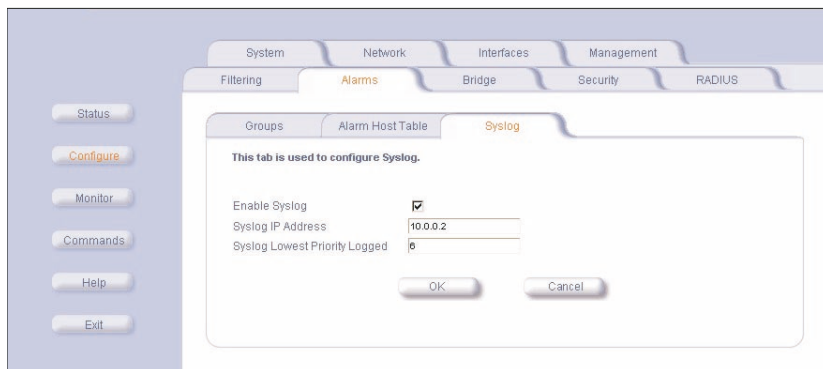 System Network Interfaces Management
Filtering Alarms Bridge Security RADIUS
Status
Configure
Monitor
Commands
Help
Exit
Groups Alarm Host Table Syslog
This tab is used to configure Syslog.
Enable Syslog
Syslog IP Address 10.0.0.2
Syslog Lowest Priority Logged 6
OK Cancel